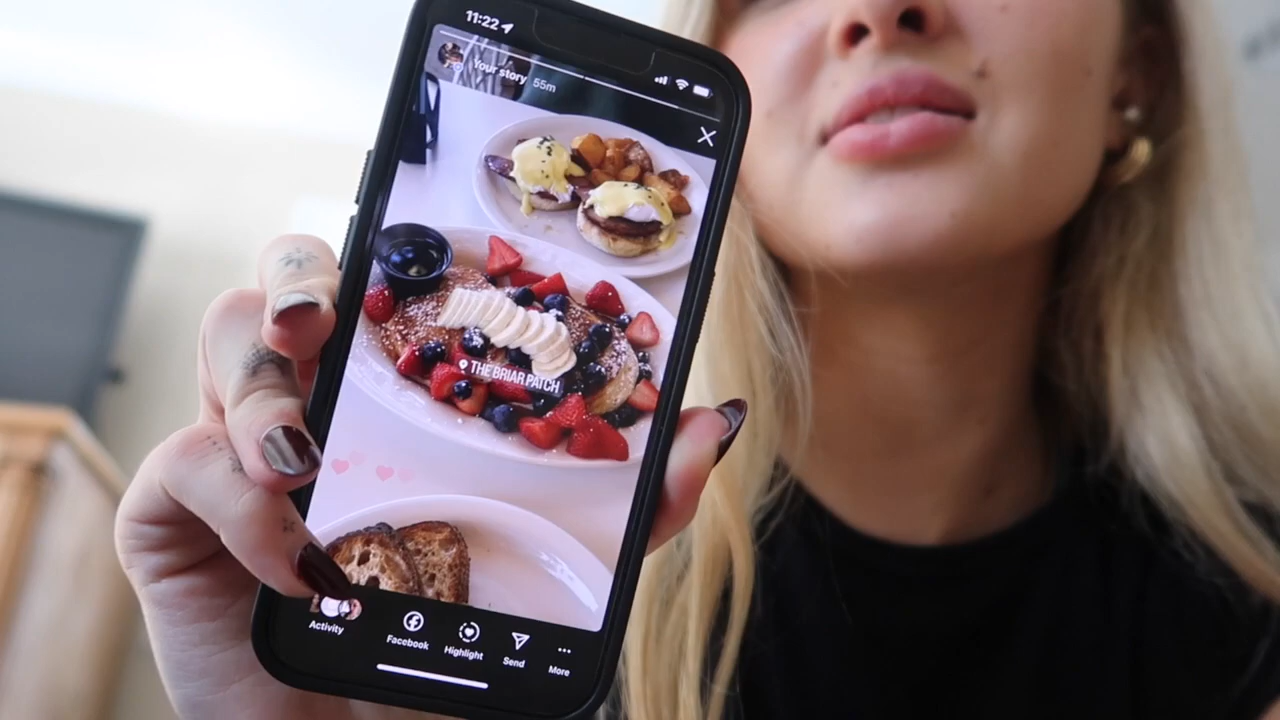 11:22
Your story 55m
THE BRIAR PATCH
Activity
Facebook
Highlight
Send
More